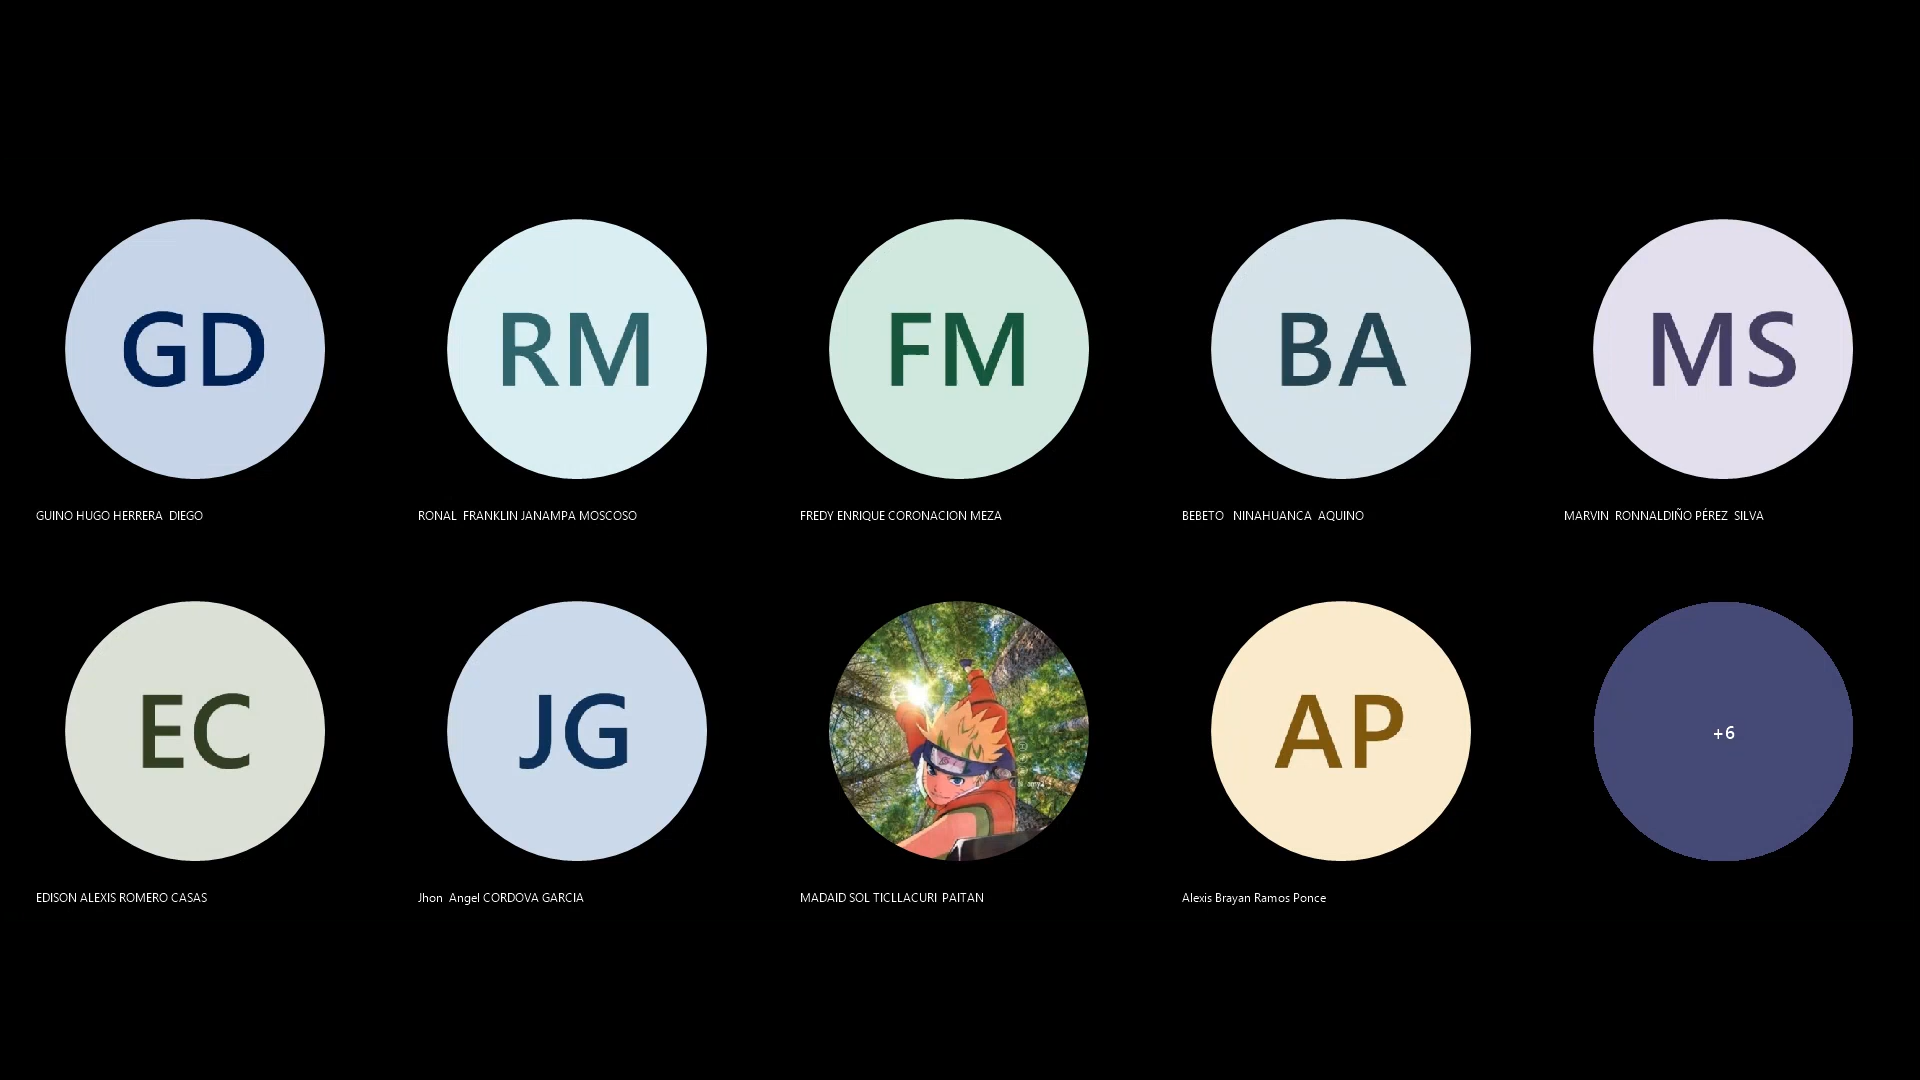 GD
RM
FM
BA
MS
GUINO HUGO HERRERA  DIEGO
RONAL  FRANKLIN JANAMPA MOSCOSO
FREDY ENRIQUE CORONACION MEZA
BEBETO   NINAHUANCA  AQUINO
MARVIN  RONNALDIÑO PÉREZ  SILVA
EC
JG
AP
+6
EDISON ALEXIS ROMERO CASAS
Jhon  Angel CORDOVA GARCIA
MADAID SOL TICLLACURI  PAITAN
Alexis Brayan Ramos Ponce